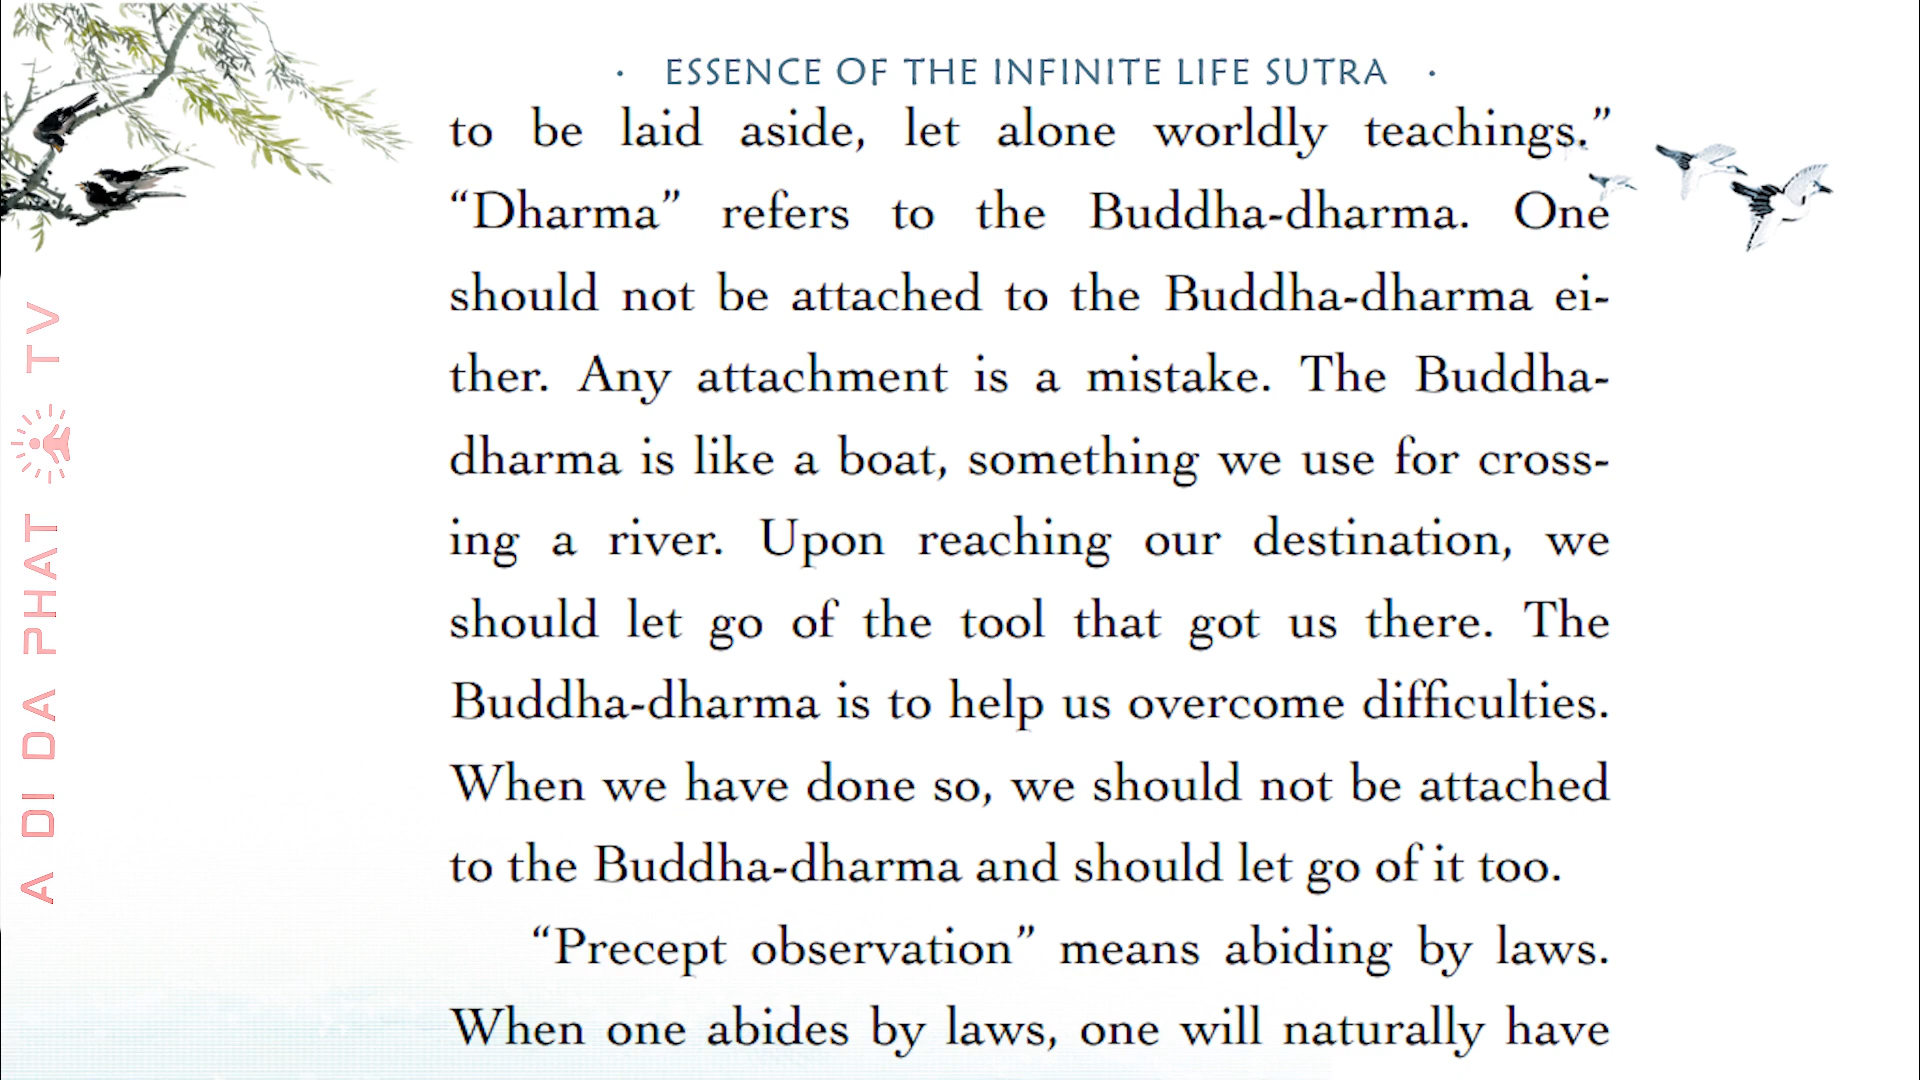 · ESSENCE OF THE INFINITE LIFE SUTRA ·
to be laid aside, let alone worldly teachings.”
“Dharma” refers to the Buddha-dharma. One
should not be attached to the Buddha-dharma ei-
ther. Any attachment is a mistake. The Buddha-
dharma is like a boat, something we use for cross-
ing a river. Upon reaching our destination, we
should let go of the tool that got us there. The
Buddha-dharma is to help us overcome difficulties.
When we have done so, we should not be attached
to the Buddha-dharma and should let go of it too.
“Precept observation” means abiding by laws.
When one abides by laws, one will naturally have
A DI DA PHAT TV